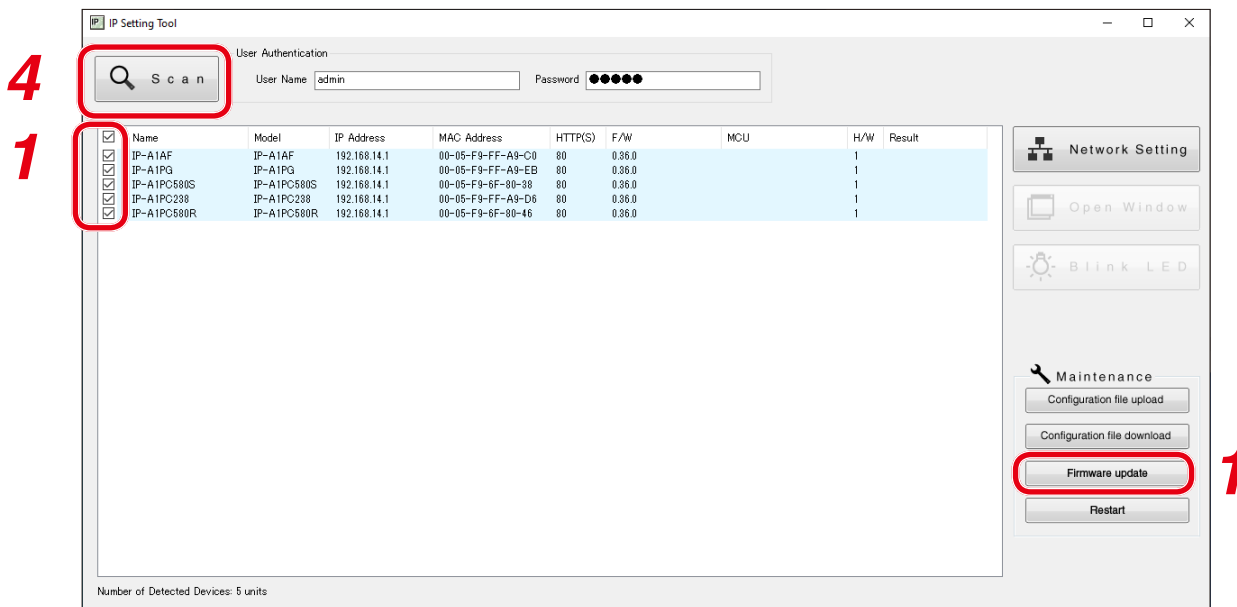 IP IP Setting Tool
4
Scan
User Authentication
User Name admin Password ●●●●●
1
Name Model IP Address MAC Address HTTP(S) F/W MCU H/W Result
IP-A1AF IP-A1AF 192.168.14.1 00-05-F9-FF-A9-C0 80 0.36.0 1
IP-A1PG IP-A1PG 192.168.14.1 00-05-F9-FF-A9-EB 80 0.36.0 1
IP-A1PC580S IP-A1PC580S 192.168.14.1 00-05-F9-6F-80-38 80 0.36.0 1
IP-A1PC238 IP-A1PC238 192.168.14.1 00-05-F9-FF-A9-D6 80 0.36.0 1
IP-A1PC580R IP-A1PC580R 192.168.14.1 00-05-F9-6F-80-46 80 0.36.0 1
Network Setting
Open Window
Blink LED
Maintenance
Configuration file upload
Configuration file download
Firmware update
1
Restart
Number of Detected Devices: 5 units